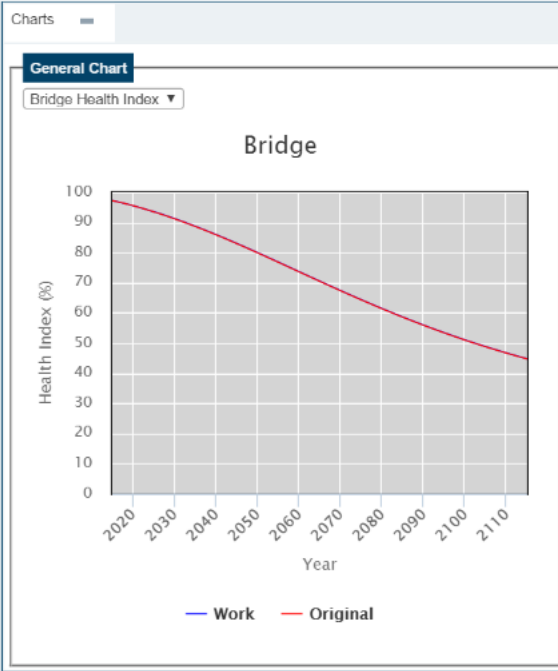 Charts
General Chart
Bridge Health Index ▼
Bridge
100
90
80
70
60
50
40
30
20
10
0
Health Index (%)
2020 2030 2040 2050 2060 2070 2080 2090 2100 2110
Year
Work Original